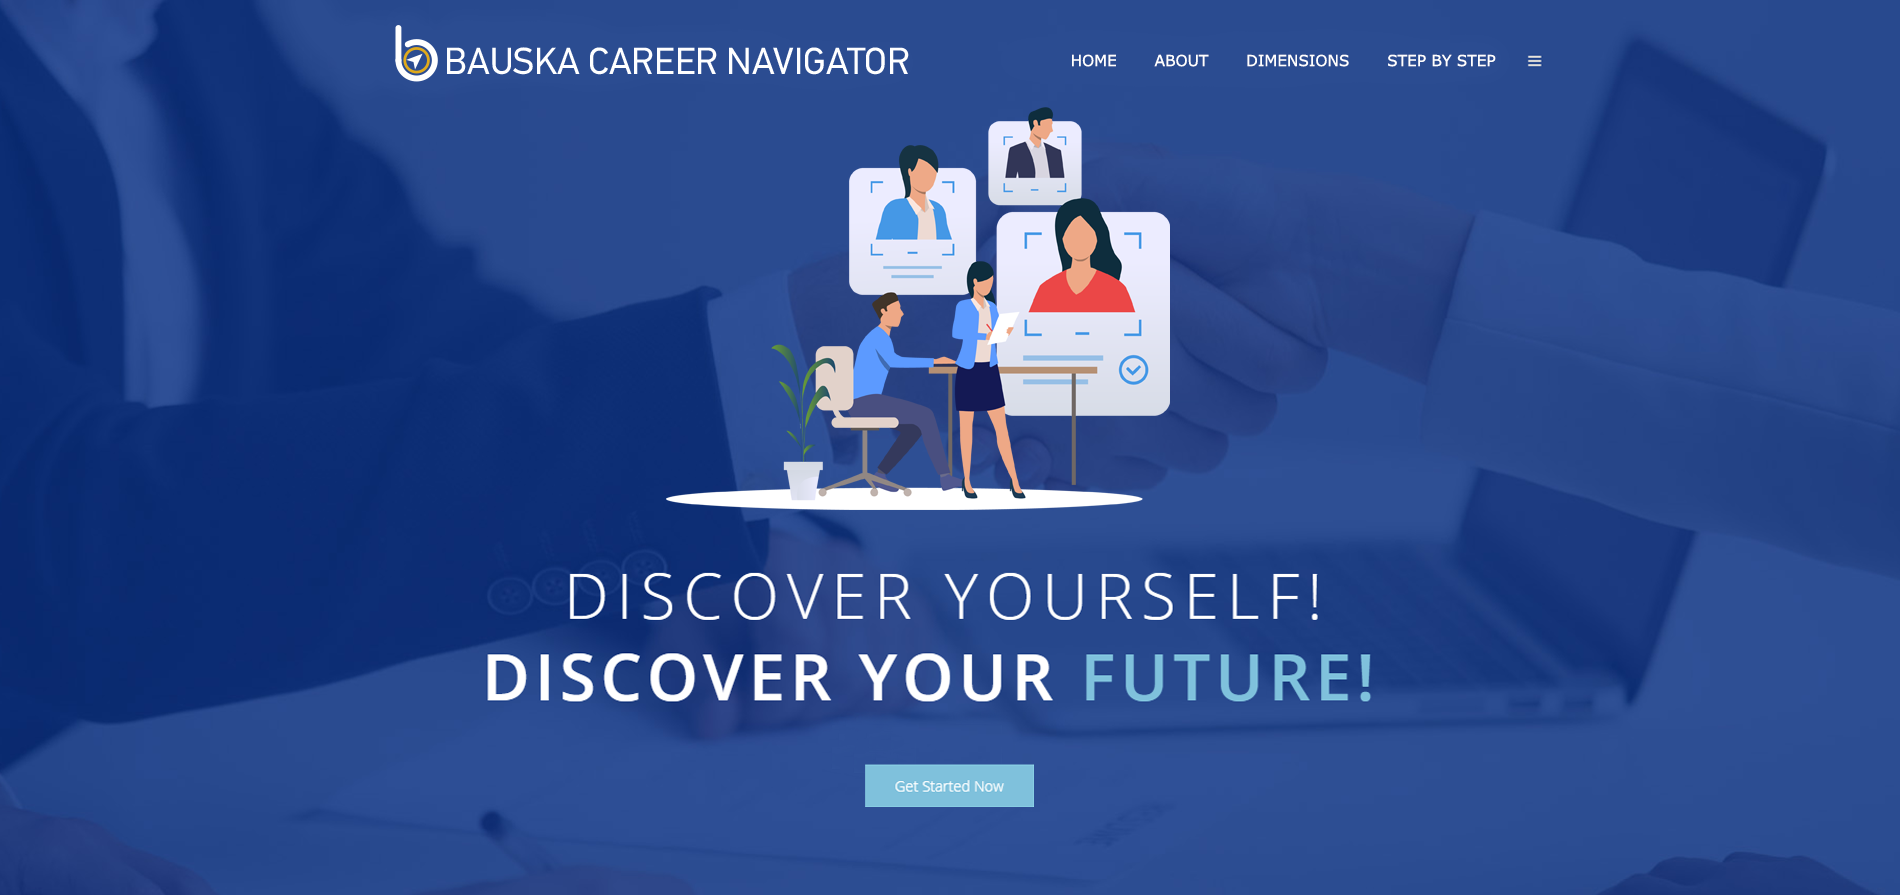 BAUSKA CAREER NAVIGATOR
HOME
ABOUT
DIMENSIONS
STEP BY STEP
DISCOVER YOURSELF!
DISCOVER YOUR FUTURE!
Get Started Now